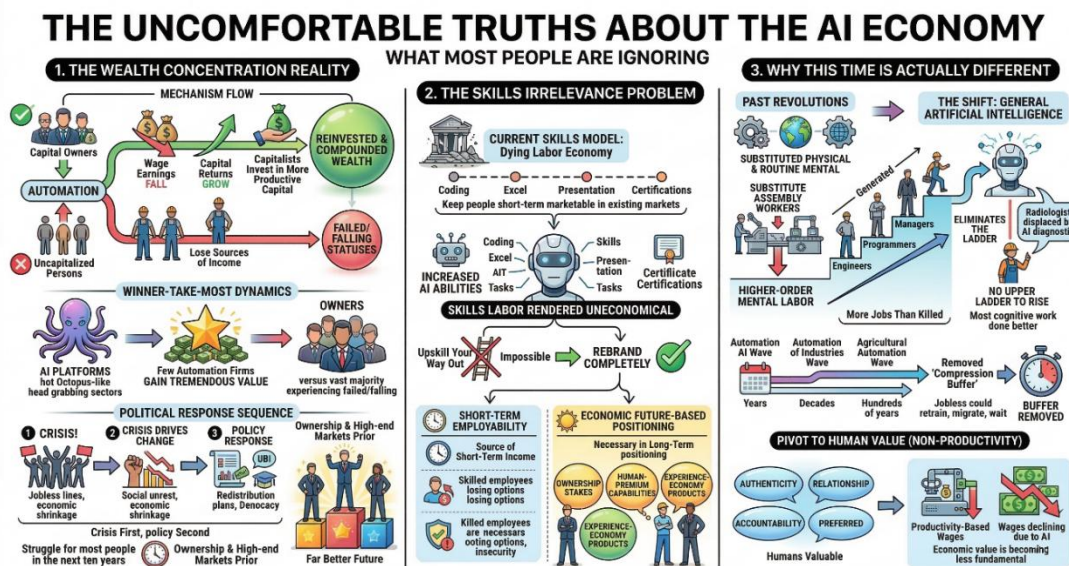 THE UNCOMFORTABLE TRUTHS ABOUT THE AI ECONOMY
WHAT MOST PEOPLE ARE IGNORING
1. THE WEALTH CONCENTRATION REALITY
MECHANISM FLOW
Capital Owners
AUTOMATION
Uncapitalized
Persons
Wage
Earnings
FALL
Capital
Returns
GROW
Capitalists
Invest in More
Productive
Capital
REINVESTED &
COMPOUNDED
WEALTH
Lose Sources
of Income
FAILED/
FALLING
STATUSES
WINNER-TAKE-MOST DYNAMICS
AI PLATFORMS
hot Octopus-like
head grabbing sectors
Few Automation Firms
GAIN TREMENDOUS VALUE
OWNERS
versus vast majority
experiencing failed/falling
POLITICAL RESPONSE SEQUENCE
1 CRISIS!
Jobless lines,
economic
shrinkage
2 CRISIS DRIVES
CHANGE
Social unrest,
economic
shrinkage
3 POLICY
RESPONSE
UBI
Redistribution
plans, Denocacy
Crisis First, policy Second
Struggle for most people
in the next ten years
Ownership & High-end
Markets Prior
Ownership & High-end
Markets Prior
1
2
3
Far Better Future
2. THE SKILLS IRRELEVANCE PROBLEM
CURRENT SKILLS MODEL:
Dying Labor Economy
Coding
Excel
Presentation
Certifications
Keep people short-term marketable in existing markets
INCREASED
AI ABILITIES
Coding
Excel
AIT
Tasks
Skills
Presen-
tation
Tasks
Certificate
Certifications
SKILLS LABOR RENDERED UNECONOMICAL
Upskill Your
Way Out
Impossible
REBRAND
COMPLETELY
SHORT-TERM
EMPLOYABILITY
Source of
Short-Term Income
Skilled employees
losing options
losing options
Killed employees
are necessars
ooting options,
insecurity
ECONOMIC FUTURE-BASED
POSITIONING
Necessary in Long-Term
positioning
OWNERSHIP
STAKES
HUMAN-
PREMIUM
CAPABILITIES
EXPERIENCE-
ECONOMY
PRODUCTS
EXPERIENCE-
ECONOMY
PRODUCTS
3. WHY THIS TIME IS ACTUALLY DIFFERENT
PAST REVOLUTIONS
SUBSTITUTED PHYSICAL
& ROUTINE MENTAL
SUBSTITUTE
ASSEMBLY
WORKERS
HIGHER-ORDER
MENTAL LABOR
Generated
Engineers
Programmers
Managers
More Jobs Than Killed
THE SHIFT: GENERAL
ARTIFICIAL INTELLIGENCE
ELIMINATES
THE
LADDER
Radiologist
displaced b
AI diagnosti
NO UPPER
LADDER TO RISE
Most cognitive work
done better
Automation
AI Wave
Automation
of Industries
Wave
Agricultural
Automation
Wave
Years
Decades
Hundreds
of years
Removed
'Compression
Buffer'
Jobless could
retrain, migrate, wait
BUFFER
REMOVED
PIVOT TO HUMAN VALUE (NON-PRODUCTIVITY)
AUTHENTICITY
RELATIONSHIP
ACCOUNTABILITY
PREFERRED
Humans Valuable
Productivity-Based
Wages
Wages declining
due to AI
Economic value is becoming
less fundamental